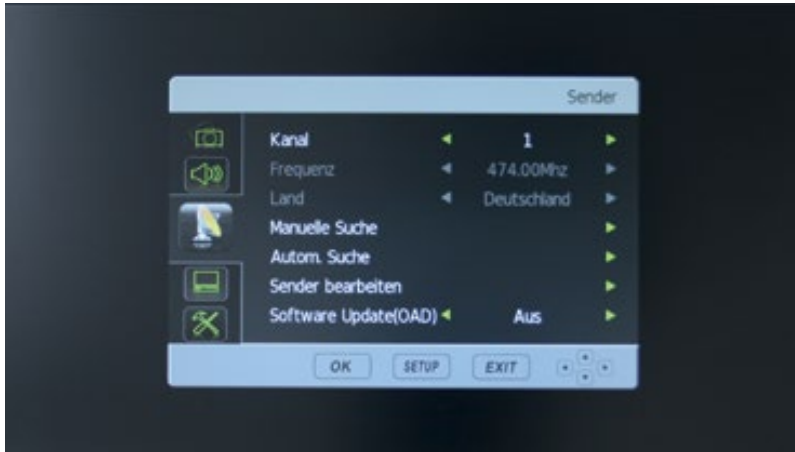 Sender
Kanal 1
Frequenz 474.00Mhz
Land Deutschland
Manuelle Suche
Autom. Suche
Sender bearbeiten
Software Update(OAD) Aus
OK SETUP EXIT